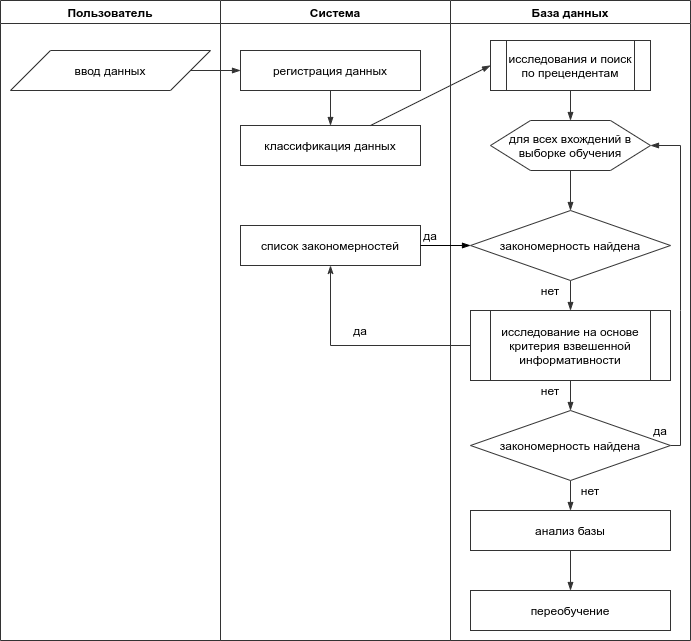 Пользователь
Система
База данных
ввод данных
регистрация данных
исследования и поиск
по прецендентам
классификация данных
для всех вхождений в
выборке обучения
список закономерностей
да
закономерность найдена
нет
да
исследование на основе
критерия взвешенной
информативности
нет
да
закономерность найдена
нет
анализ базы
переобучение